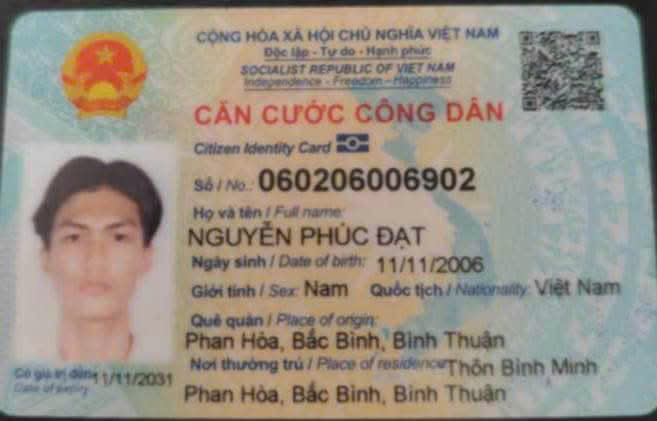 CỘNG HÒA XÃ HỘI CHỦ NGHĨA VIỆT NAM
Độc lập - Tự do - Hạnh phúc
SOCIALIST REPUBLIC OF VIET NAM
Independence - Freedom - Happiness
CĂN CƯỚC CÔNG DÂN
Citizen Identity Card
Số / No.: 060206006902
Họ và tên / Full name:
NGUYỄN PHÚC ĐẠT
Ngày sinh / Date of birth: 11/11/2006
Giới tính / Sex: Nam Quốc tịch / Nationality: Việt Nam
Quê quán / Place of origin:
Phan Hòa, Bắc Bình, Bình Thuận
Nơi thường trú / Place of residence Thôn Bình Minh
Phan Hòa, Bắc Bình, Bình Thuận
Có giá trị đến: 11/11/2031
Date of expiry